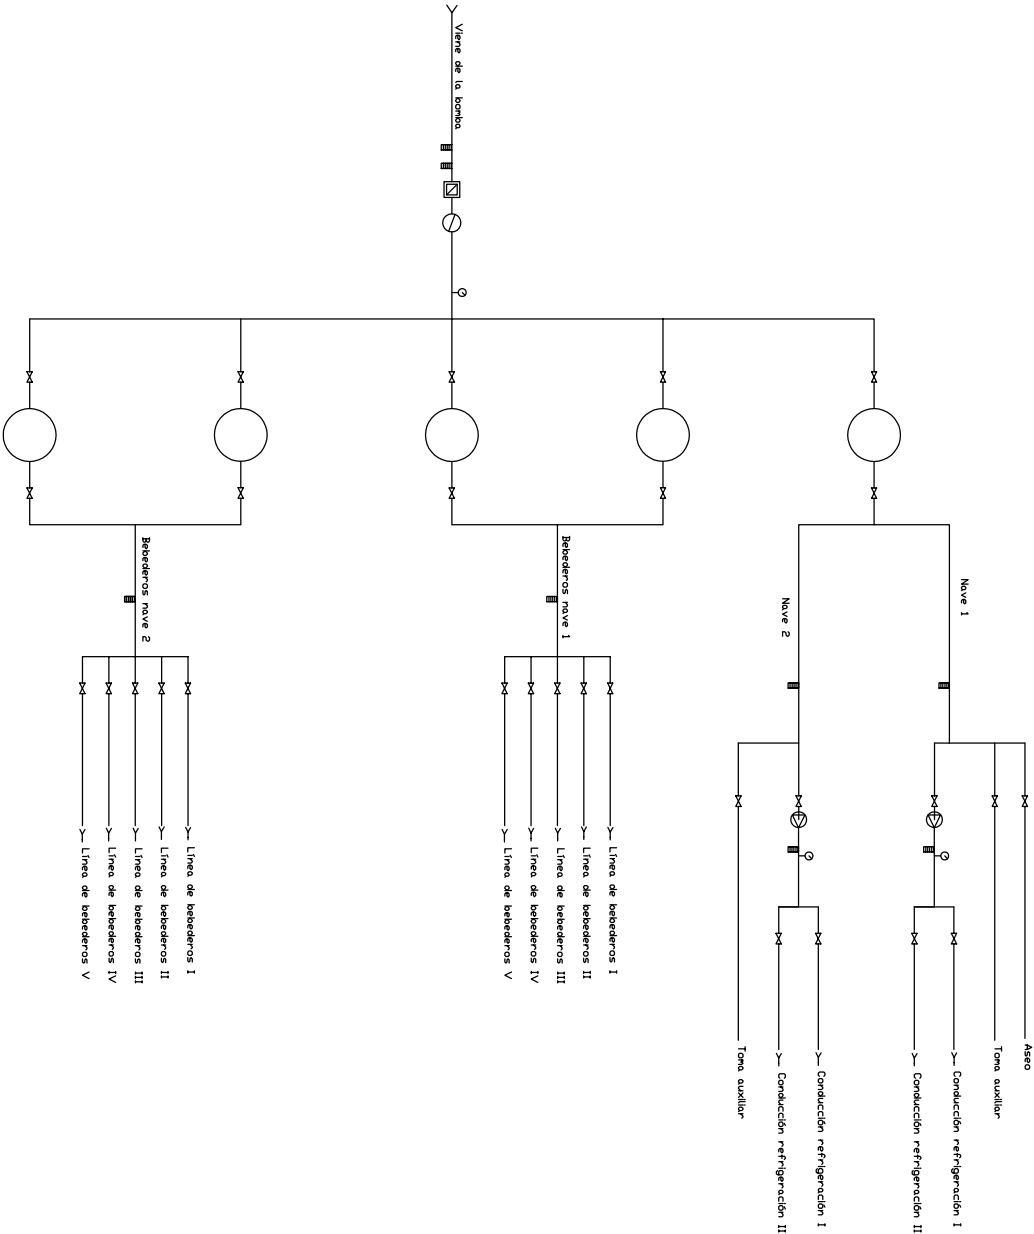 Viene de la bomba
Nave 1
Nave 2
Bebederos nave 1
Bebederos nave 2
Aseo
Toma auxiliar
Conducción refrigeración I
Conducción refrigeración II
Conducción refrigeración I
Conducción refrigeración II
Toma auxiliar
Línea de bebederos I
Línea de bebederos II
Línea de bebederos III
Línea de bebederos IV
Línea de bebederos V
Línea de bebederos I
Línea de bebederos II
Línea de bebederos III
Línea de bebederos IV
Línea de bebederos V